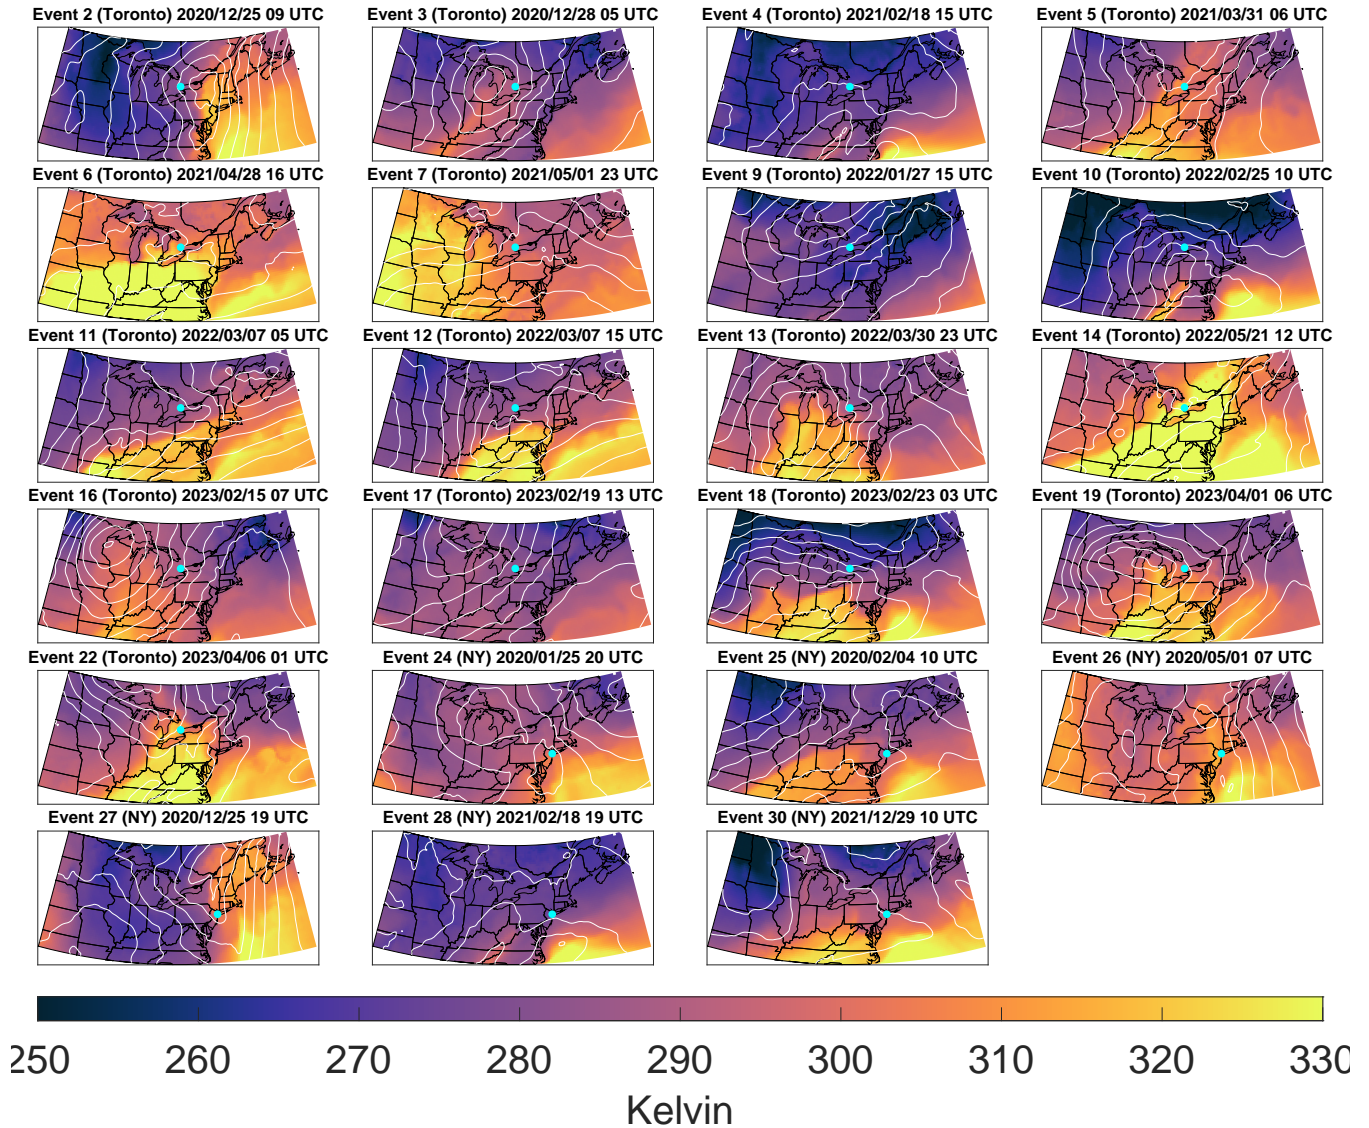 Event 2 (Toronto) 2020/12/25 09 UTC
Event 3 (Toronto) 2020/12/28 05 UTC
Event 4 (Toronto) 2021/02/18 15 UTC
Event 5 (Toronto) 2021/03/31 06 UTC
Event 6 (Toronto) 2021/04/28 16 UTC
Event 7 (Toronto) 2021/05/01 23 UTC
Event 9 (Toronto) 2022/01/27 15 UTC
Event 10 (Toronto) 2022/02/25 10 UTC
Event 11 (Toronto) 2022/03/07 05 UTC
Event 12 (Toronto) 2022/03/07 15 UTC
Event 13 (Toronto) 2022/03/30 23 UTC
Event 14 (Toronto) 2022/05/21 12 UTC
Event 16 (Toronto) 2023/02/15 07 UTC
Event 17 (Toronto) 2023/02/19 13 UTC
Event 18 (Toronto) 2023/02/23 03 UTC
Event 19 (Toronto) 2023/04/01 06 UTC
Event 22 (Toronto) 2023/04/06 01 UTC
Event 24 (NY) 2020/01/25 20 UTC
Event 25 (NY) 2020/02/04 10 UTC
Event 26 (NY) 2020/05/01 07 UTC
Event 27 (NY) 2020/12/25 19 UTC
Event 28 (NY) 2021/02/18 19 UTC
Event 30 (NY) 2021/12/29 10 UTC
250 260 270 280 290 300 310 320 330
Kelvin